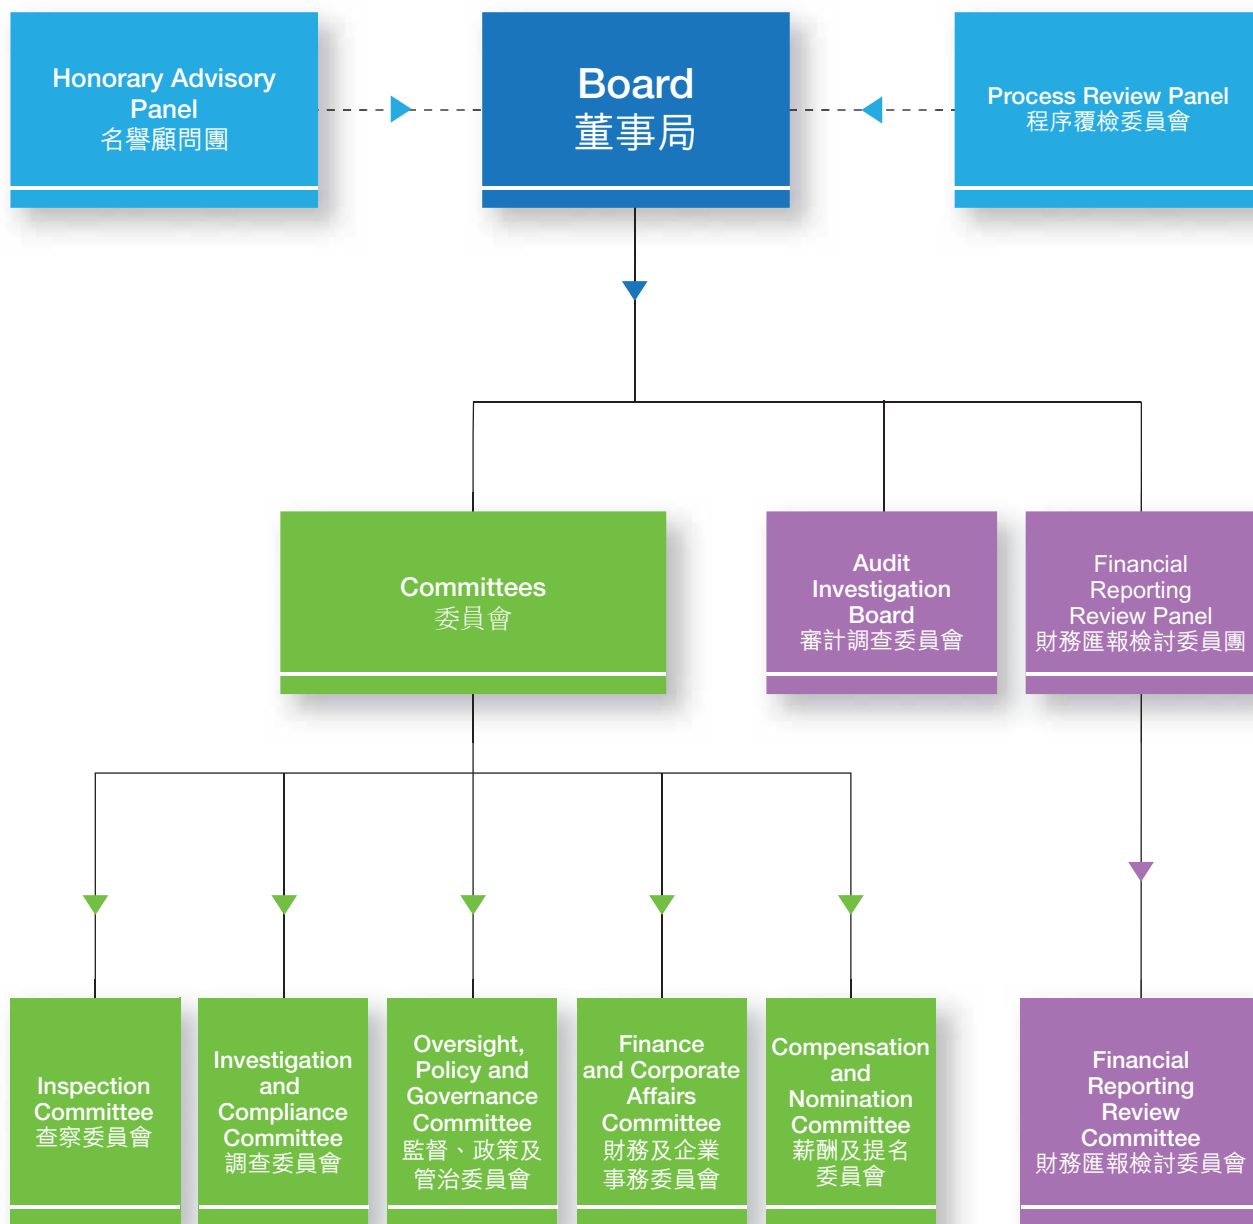 Honorary Advisory
Panel
名譽顧問團
Board
董事局
Process Review Panel
程序覆檢委員會
Committees
委員會
Audit
Investigation
Board
審計調查委員會
Financial
Reporting
Review Panel
財務匯報檢討委員團
Inspection
Committee
查察委員會
Investigation
and
Compliance
Committee
調查委員會
Oversight,
Policy and
Governance
Committee
監督、政策及
管治委員會
Finance
and Corporate
Affairs
Committee
財務及企業
事務委員會
Compensation
and
Nomination
Committee
薪酬及提名
委員會
Financial
Reporting
Review
Committee
財務匯報檢討委員會